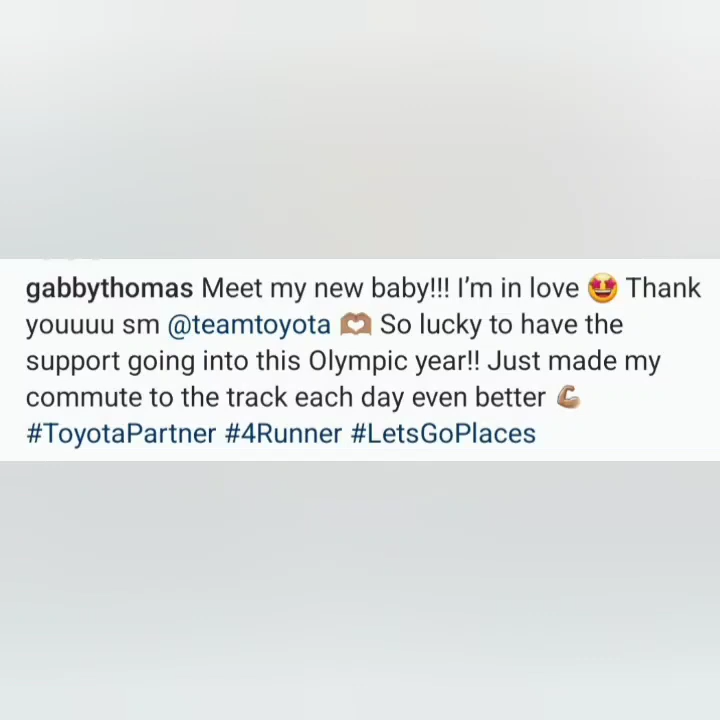 gabbythomas Meet my new baby!!! I'm in love 🤩 Thank
youuuu sm @teamtoyota 🫶🏽 So lucky to have the
support going into this Olympic year!! Just made my
commute to the track each day even better 💪🏽
#ToyotaPartner #4Runner #LetsGoPlaces